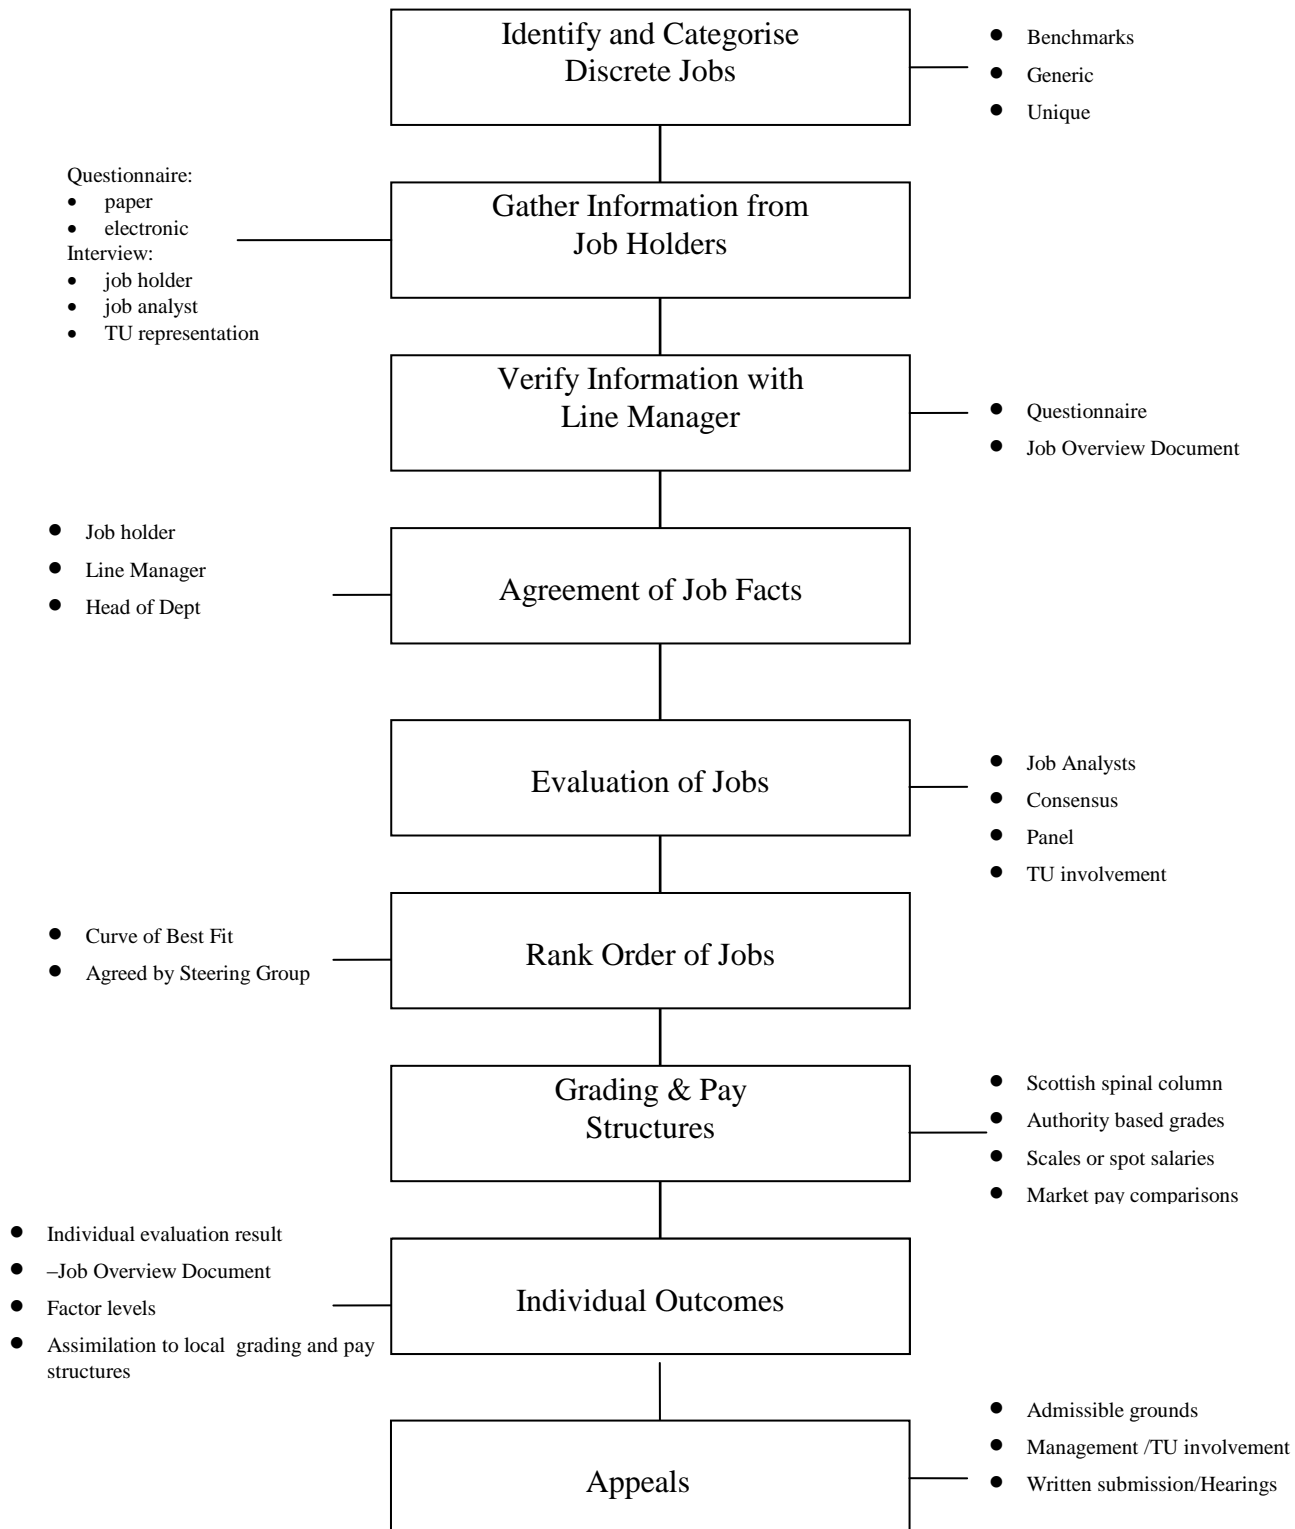 Identify and Categorise
Discrete Jobs
● Benchmarks
● Generic
● Unique
Questionnaire:
• paper
• electronic
Interview:
• job holder
• job analyst
• TU representation
Gather Information from
Job Holders
Verify Information with
Line Manager
● Questionnaire
● Job Overview Document
● Job holder
● Line Manager
● Head of Dept
Agreement of Job Facts
Evaluation of Jobs
● Job Analysts
● Consensus
● Panel
● TU involvement
● Curve of Best Fit
● Agreed by Steering Group
Rank Order of Jobs
Grading & Pay
Structures
● Scottish spinal column
● Authority based grades
● Scales or spot salaries
● Market pay comparisons
● Individual evaluation result
● –Job Overview Document
● Factor levels
● Assimilation to local grading and pay
structures
Individual Outcomes
Appeals
● Admissible grounds
● Management /TU involvement
● Written submission/Hearings